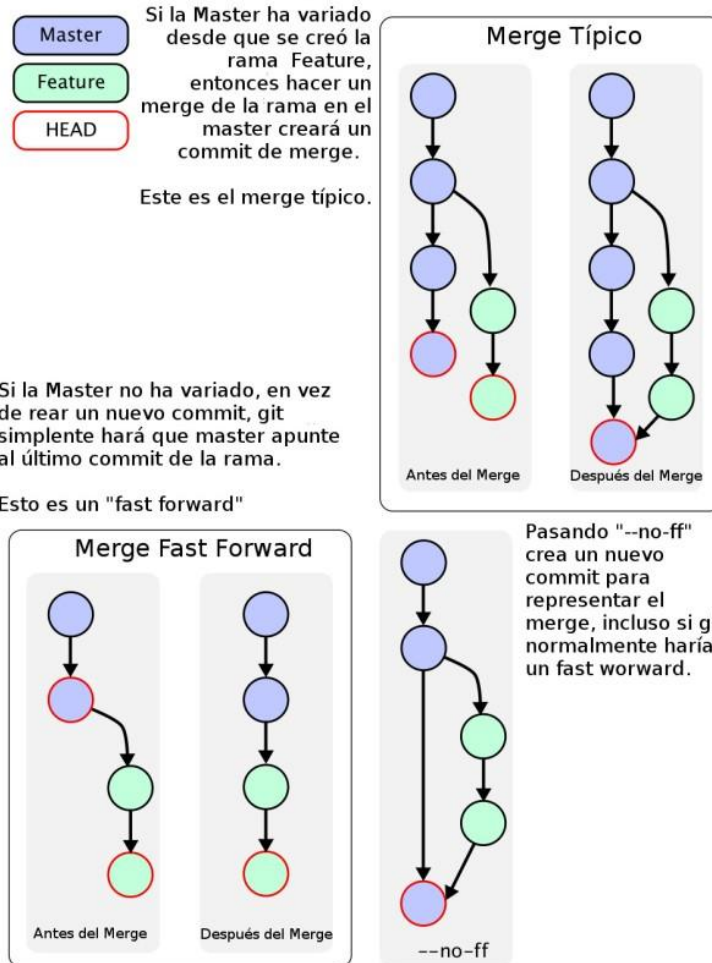 Master
Feature
HEAD
Si la Master ha variado
desde que se creó la
rama Feature,
entonces hacer un
merge de la rama en el
master creará un
commit de merge.
Este es el merge típico.
Merge Típico
Antes del Merge
Después del Merge
Si la Master no ha variado, en vez
de rear un nuevo commit, git
simplente hará que master apunte
al último commit de la rama.
Esto es un "fast forward"
Merge Fast Forward
Antes del Merge
Después del Merge
Pasando "--no-ff"
crea un nuevo
commit para
representar el
merge, incluso si g
normalmente haría
un fast worward.
--no-ff